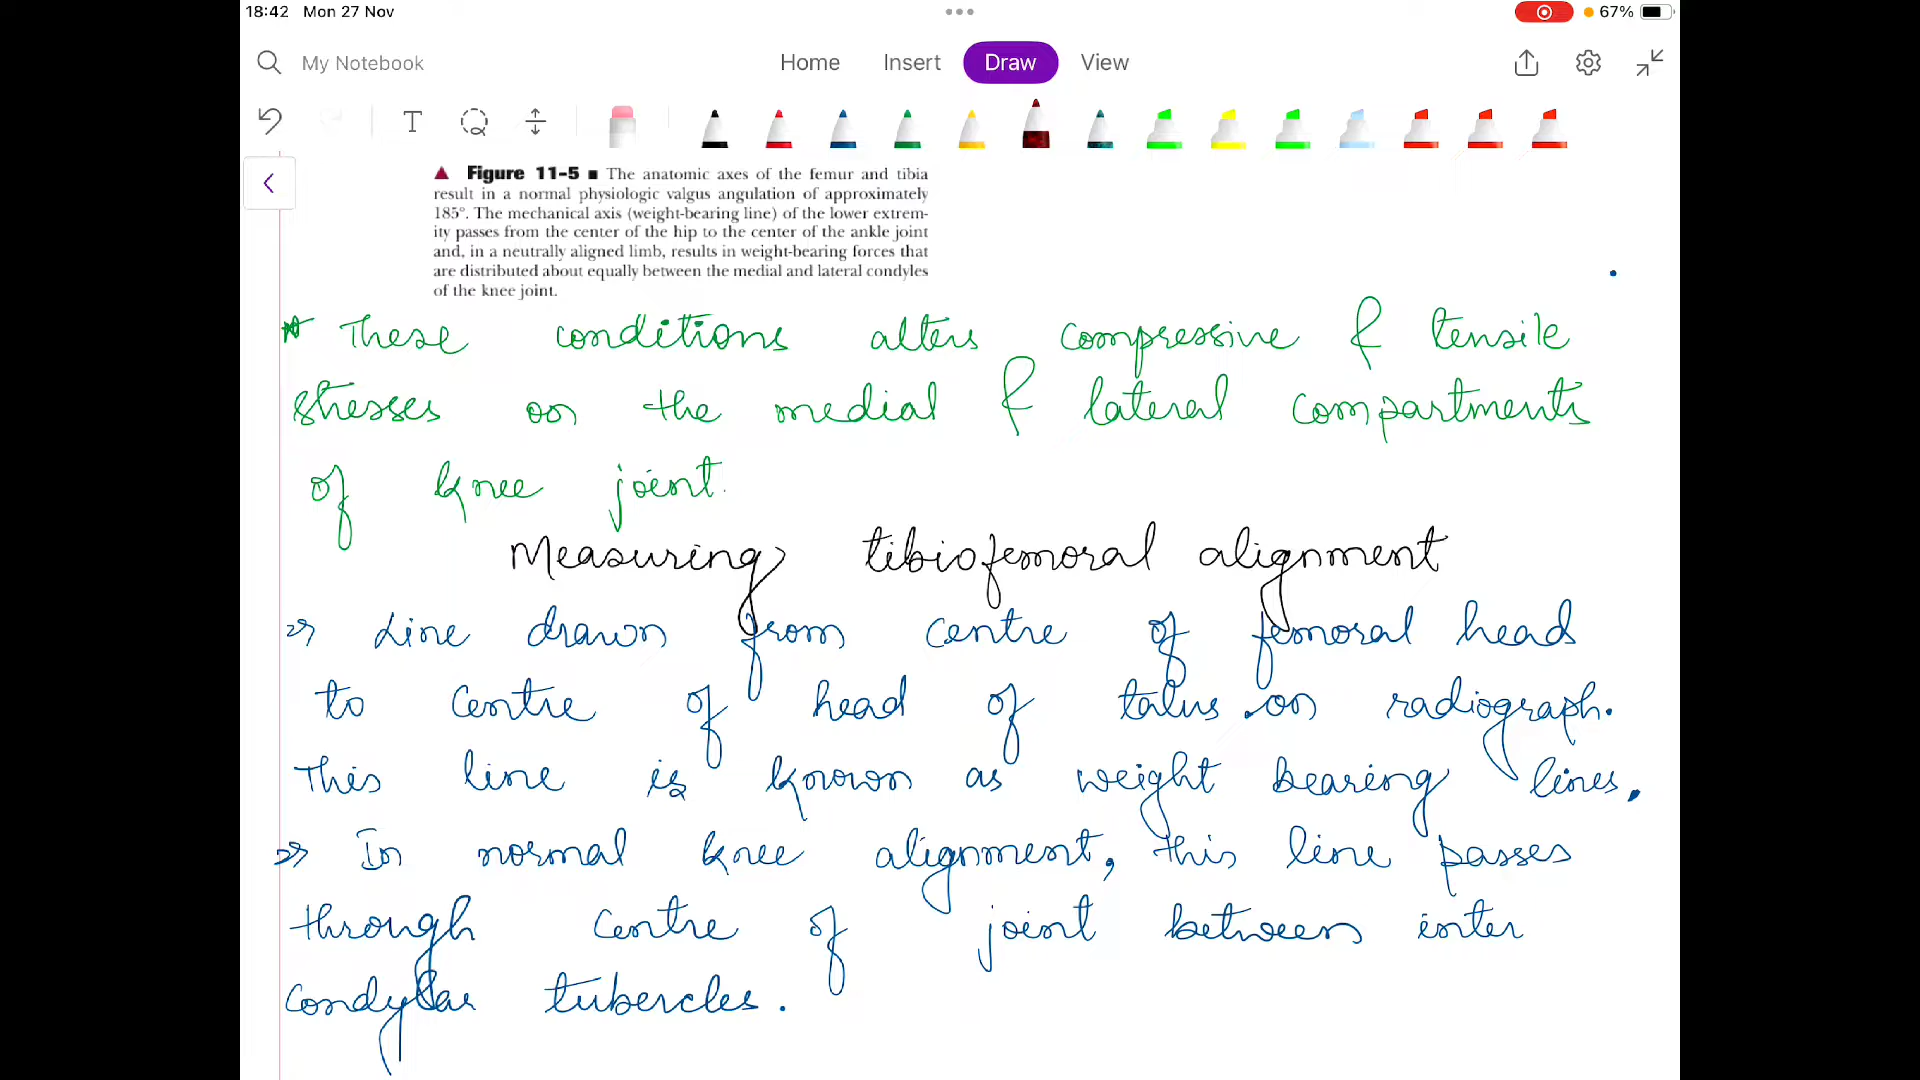 18:42 Mon 27 Nov
67%
My Notebook
Home Insert Draw View
T
▲ Figure 11-5 ■ The anatomic axes of the femur and tibia
result in a normal physiologic valgus angulation of approximately
185°. The mechanical axis (weight-bearing line) of the lower extrem-
ity passes from the center of the hip to the center of the ankle joint
and, in a neutrally aligned limb, results in weight-bearing forces that
are distributed about equally between the medial and lateral condyles
of the knee joint.
* These conditions alters compressive & tensile
stresses on the medial & lateral compartments
of knee joint.
Measuring tibiofemoral alignment
=> Line drawn from centre of femoral head
to centre of head of talus on radiograph.
This line is known as weight bearing lines.
=> In normal knee alignment, this line passes
through centre of joint between inter
condylar tubercles.